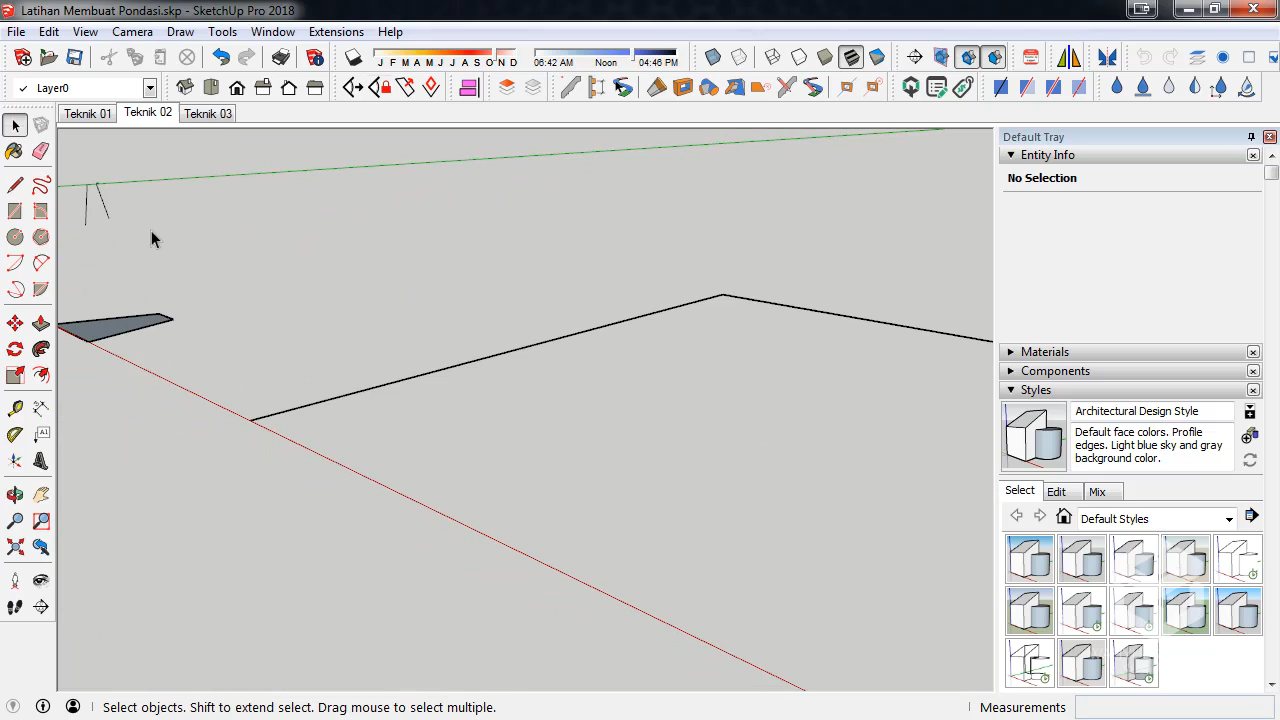 Latihan Membuat Pondasi.skp - SketchUp Pro 2018
File Edit View Camera Draw Tools Window Extensions Help
J F M A M J J A S O N D
06:42 AM Noon 04:46 PM
Layer0
Teknik 01 Teknik 02 Teknik 03
Default Tray
Entity Info
No Selection
Materials
Components
Styles
Architectural Design Style
Default face colors. Profile edges. Light blue sky and gray background color.
Select Edit Mix
Default Styles
Select objects. Shift to extend select. Drag mouse to select multiple.
Measurements